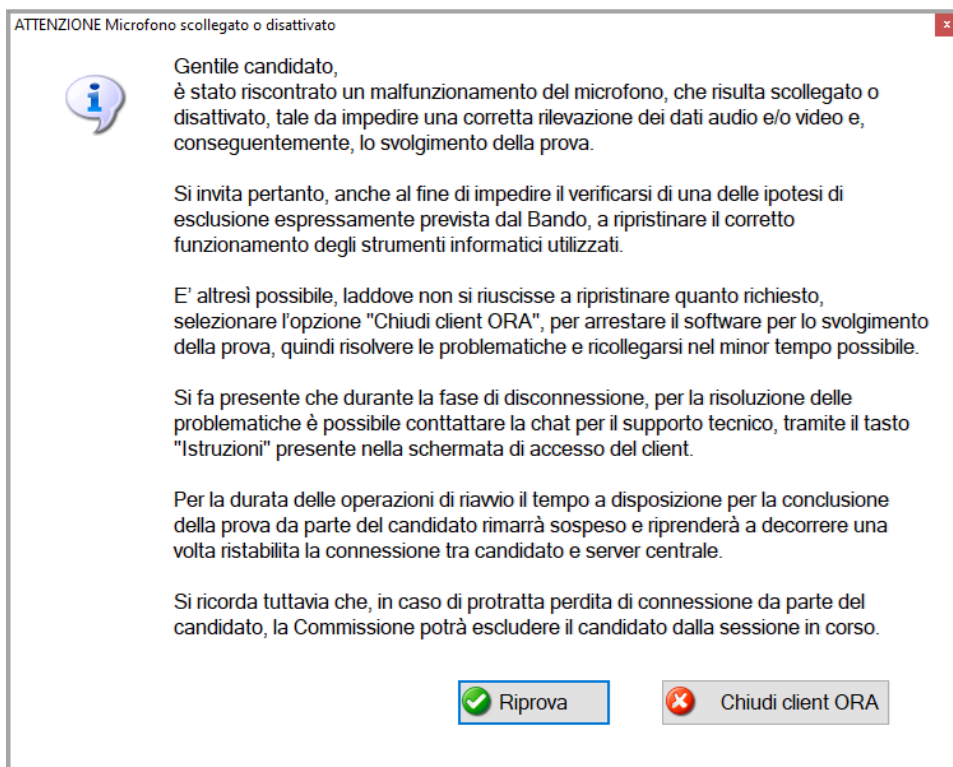 ATTENZIONE Microfono scollegato o disattivato
x
Gentile candidato,
è stato riscontrato un malfunzionamento del microfono, che risulta scollegato o
disattivato, tale da impedire una corretta rilevazione dei dati audio e/o video e,
conseguentemente, lo svolgimento della prova.
Si invita pertanto, anche al fine di impedire il verificarsi di una delle ipotesi di
esclusione espressamente prevista dal Bando, a ripristinare il corretto
funzionamento degli strumenti informatici utilizzati.
E’ altresì possibile, laddove non si riuscisse a ripristinare quanto richiesto,
selezionare l’opzione "Chiudi client ORA", per arrestare il software per lo svolgimento
della prova, quindi risolvere le problematiche e ricollegarsi nel minor tempo possibile.
Si fa presente che durante la fase di disconnessione, per la risoluzione delle
problematiche è possibile conttattare la chat per il supporto tecnico, tramite il tasto
"Istruzioni" presente nella schermata di accesso del client.
Per la durata delle operazioni di riavvio il tempo a disposizione per la conclusione
della prova da parte del candidato rimarrà sospeso e riprenderà a decorrere una
volta ristabilita la connessione tra candidato e server centrale.
Si ricorda tuttavia che, in caso di protratta perdita di connessione da parte del
candidato, la Commissione potrà escludere il candidato dalla sessione in corso.
Riprova
Chiudi client ORA